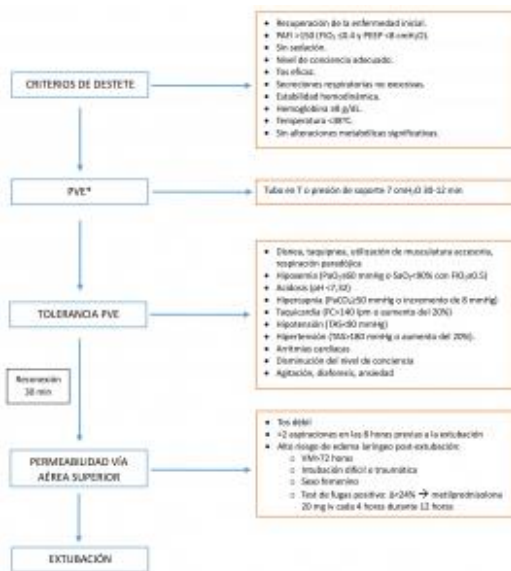 Recuperación de la enfermedad inicial.
PAFI >150 (FIO₂ ≤0.4 y PEEP <8 cmH₂O).
Sin sedación.
Nivel de conciencia adecuado.
Tos eficaz.
Secreciones respiratorias no excesivas.
Estabilidad hemodinámica.
Hemoglobina ≥8 g/dL.
Temperatura <38ºC.
Sin alteraciones metabólicas significativas.
CRITERIOS DE DESTETE
PVE*
Tubo en T o presión de soporte 7 cmH₂O 30-12 min
Disnea, taquipnea, utilización de musculatura accesoria,
respiración paradójica
Hipoxemia (PaO₂≤60 mmHg o SaO₂<90% con FIO₂≥0.5)
Acidosis (pH <7,32)
Hipercapnia (PaCO₂≥50 mmHg o incremento de 8 mmHg)
Taquicardia (FC>140 lpm o aumento del 20%)
Hipotensión (TAS<90 mmHg)
Hipertensión (TAS>180 mmHg o aumento del 20%).
Arritmias cardíacas
Disminución del nivel de conciencia
Agitación, diaforesis, ansiedad
TOLERANCIA PVE
Reconexión
30 min
Tos débil
>2 aspiraciones en las 8 horas previas a la extubación
Alto riesgo de edema laríngeo post-extubación:
VM>72 horas
Intubación difícil o traumática
Sexo femenino
Test de fugas positivo: Δ<24% → metilprednisolona
20 mg iv cada 4 horas durante 12 horas
PERMEABILIDAD VÍA
AÉREA SUPERIOR
EXTUBACIÓN